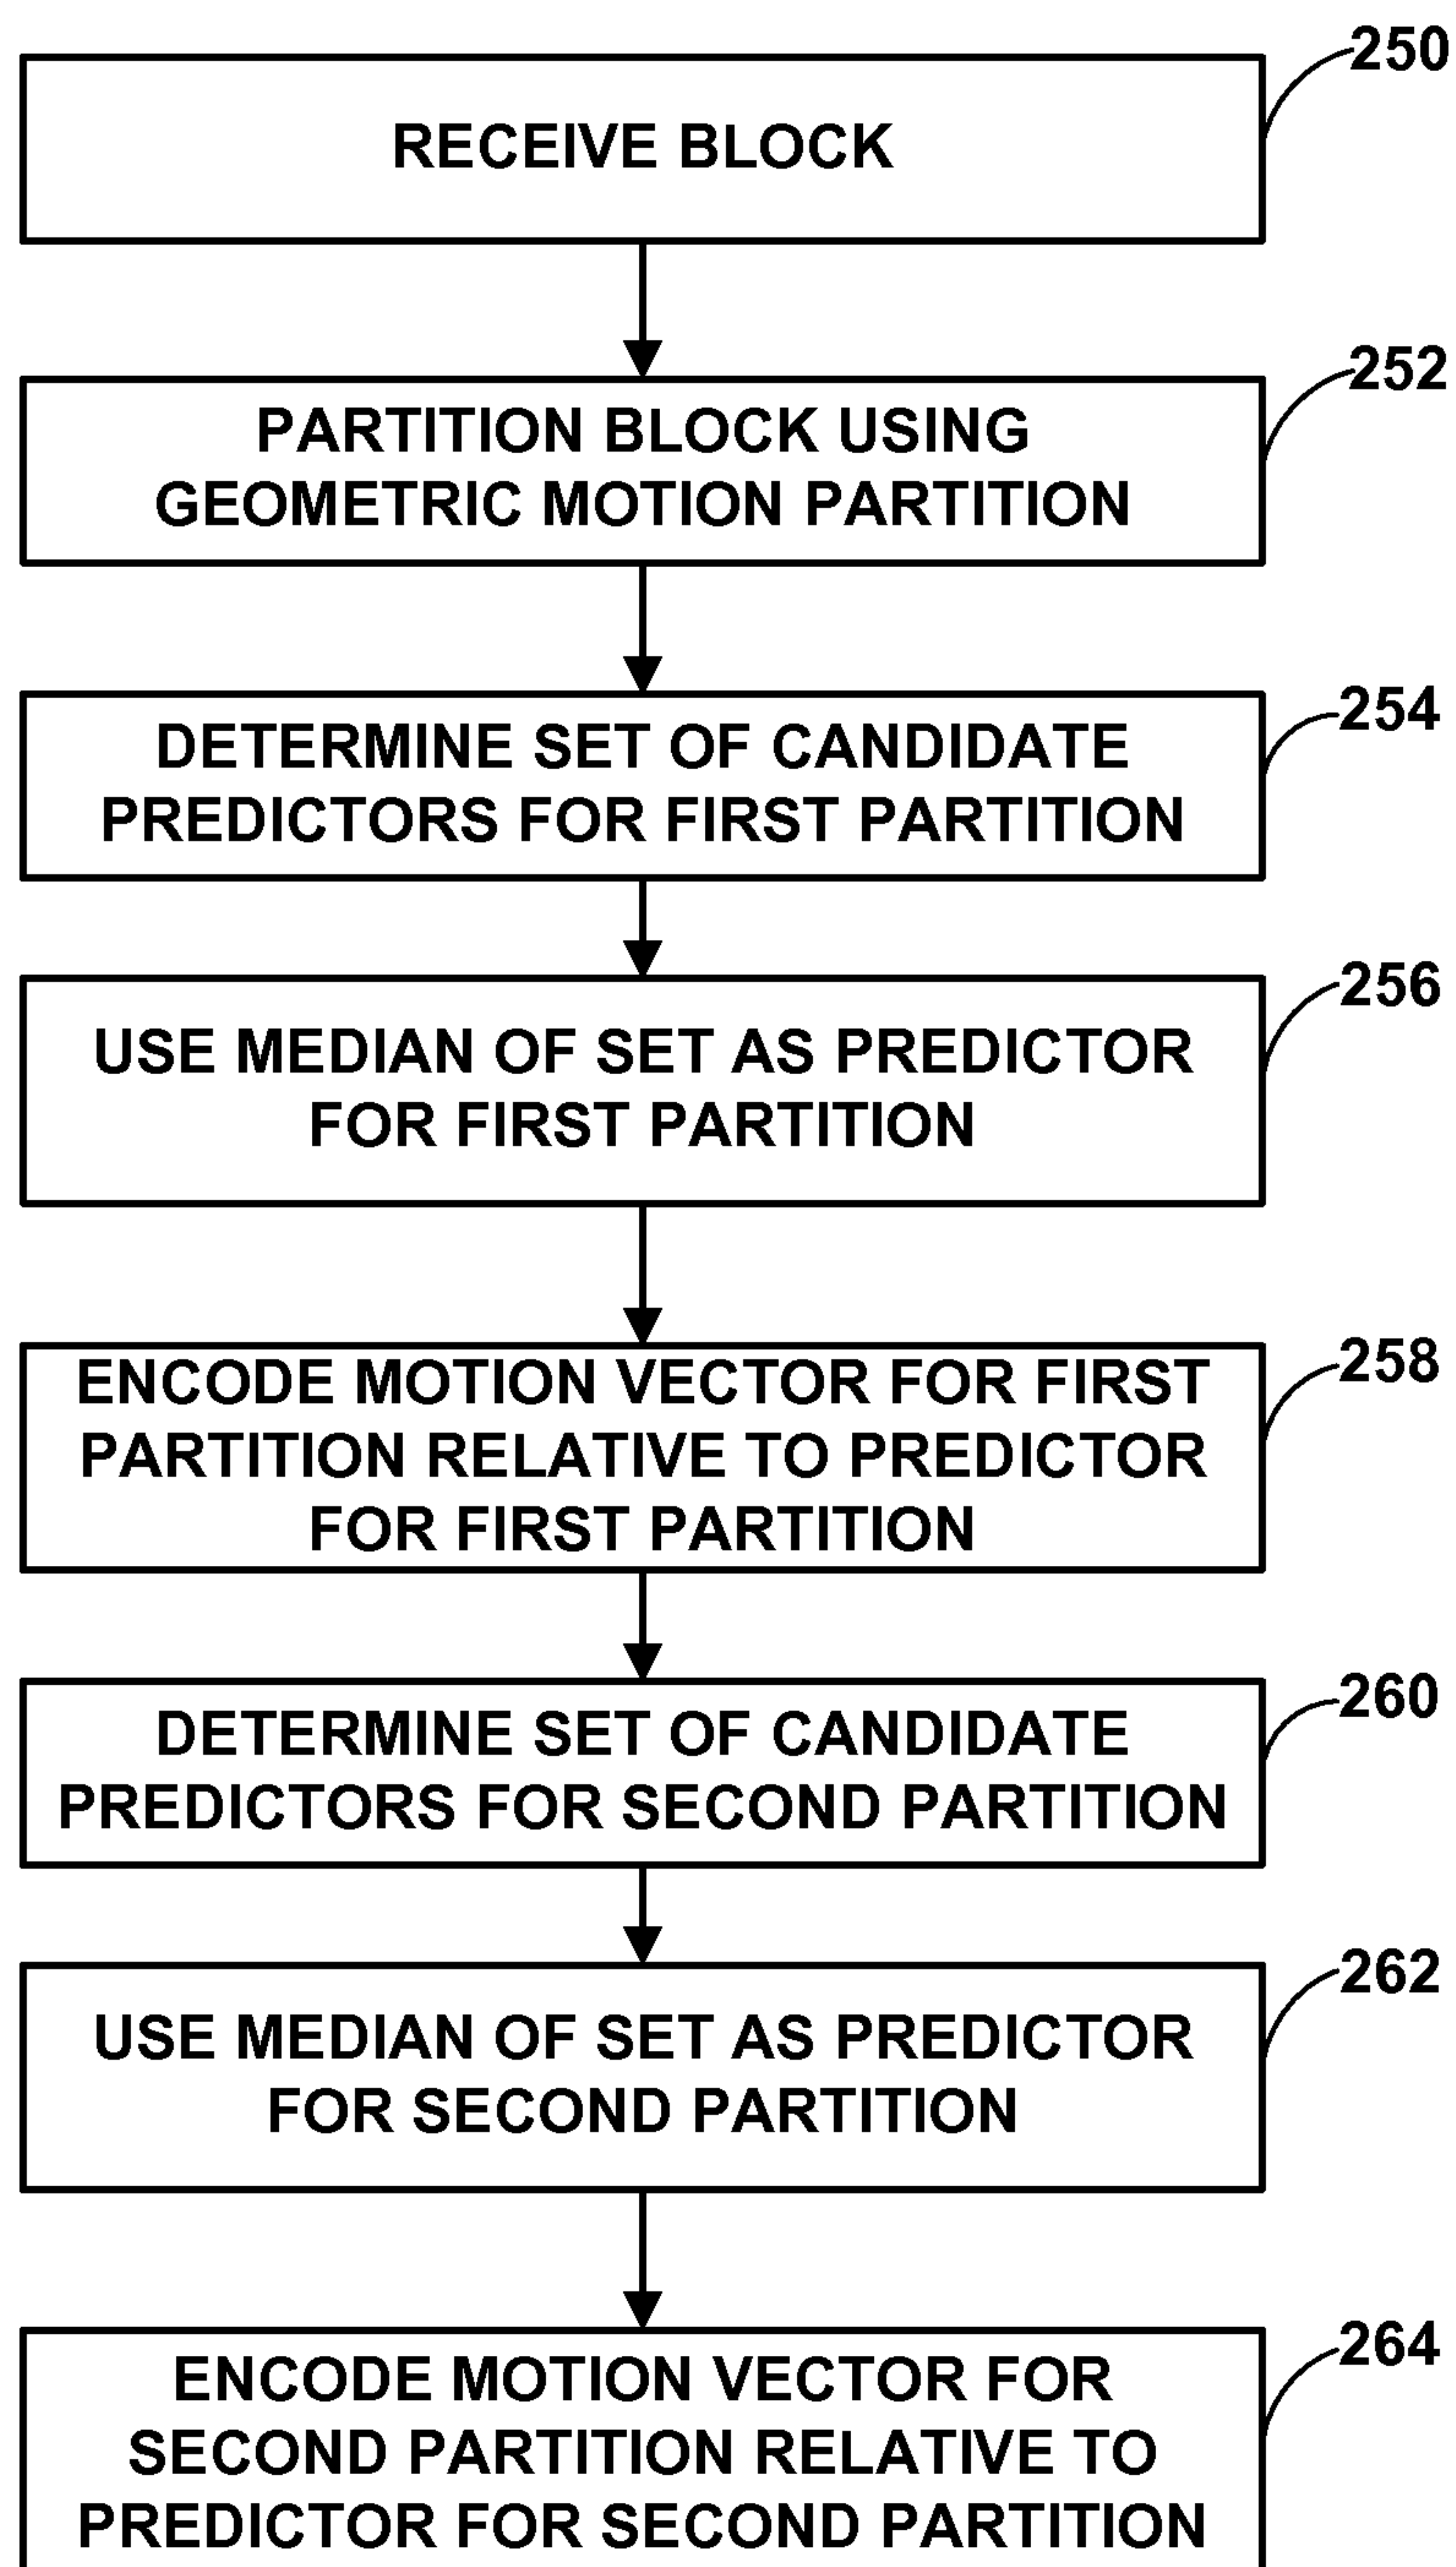 250
RECEIVE BLOCK
252
PARTITION BLOCK USING
GEOMETRIC MOTION PARTITION
254
DETERMINE SET OF CANDIDATE
PREDICTORS FOR FIRST PARTITION
256
USE MEDIAN OF SET AS PREDICTOR
FOR FIRST PARTITION
258
ENCODE MOTION VECTOR FOR FIRST
PARTITION RELATIVE TO PREDICTOR
FOR FIRST PARTITION
260
DETERMINE SET OF CANDIDATE
PREDICTORS FOR SECOND PARTITION
262
USE MEDIAN OF SET AS PREDICTOR
FOR SECOND PARTITION
264
ENCODE MOTION VECTOR FOR
SECOND PARTITION RELATIVE TO
PREDICTOR FOR SECOND PARTITION